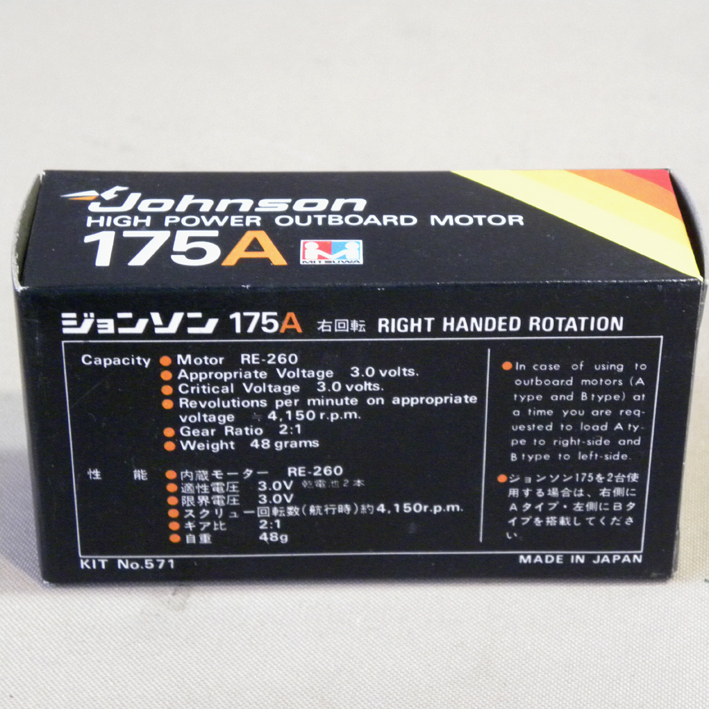 Johnson
HIGH POWER OUTBOARD MOTOR
175A
MITSUWA
ジョンソン 175A 右回転 RIGHT HANDED ROTATION
Capacity ● Motor RE-260
● Appropriate Voltage 3.0 volts.
● Critical Voltage 3.0 volts.
● Revolutions per minute on appropriate
voltage ≒ 4,150 r.p.m.
● Gear Ratio 2:1
● Weight 48 grams
性能 ● 内蔵モーター RE-260
● 適性電圧 3.0V 乾電池2本
● 限界電圧 3.0V
● スクリュー回転数(航行時)約4,150r.p.m.
● ギア比 2:1
● 自重 48g
● In case of using to
outboard motors (A
type and B type) at
a time you are req-
uested to load A ty-
pe to right-side and
B type to left-side.
● ジョンソン175を2台使
用する場合は、右側に
Aタイプ・左側にBタ
イプを搭載してくださ
い。
KIT No.571
MADE IN JAPAN